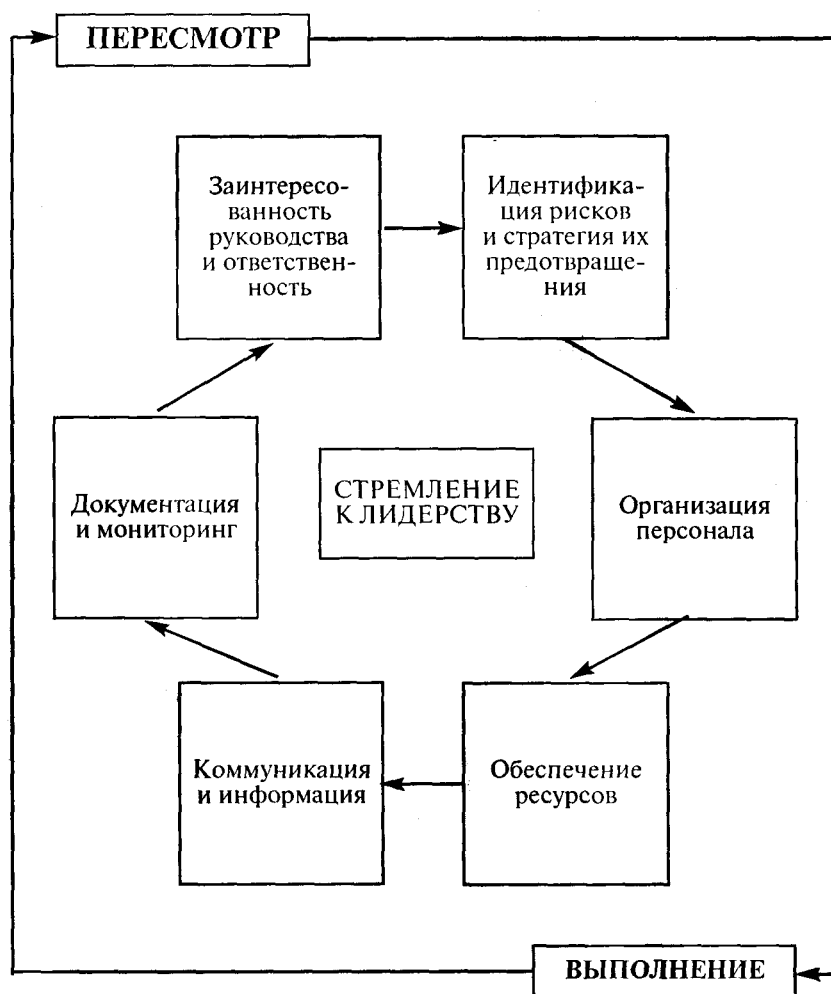 ПЕРЕСМОТР
Заинтересо-
ванность
руководства
и ответствен-
ность
Идентифика-
ция рисков
и стратегия их
предотвраще-
ния
Документация
и мониторинг
СТРЕМЛЕНИЕ
К ЛИДЕРСТВУ
Организация
персонала
Коммуникация
и информация
Обеспечение
ресурсов
ВЫПОЛНЕНИЕ